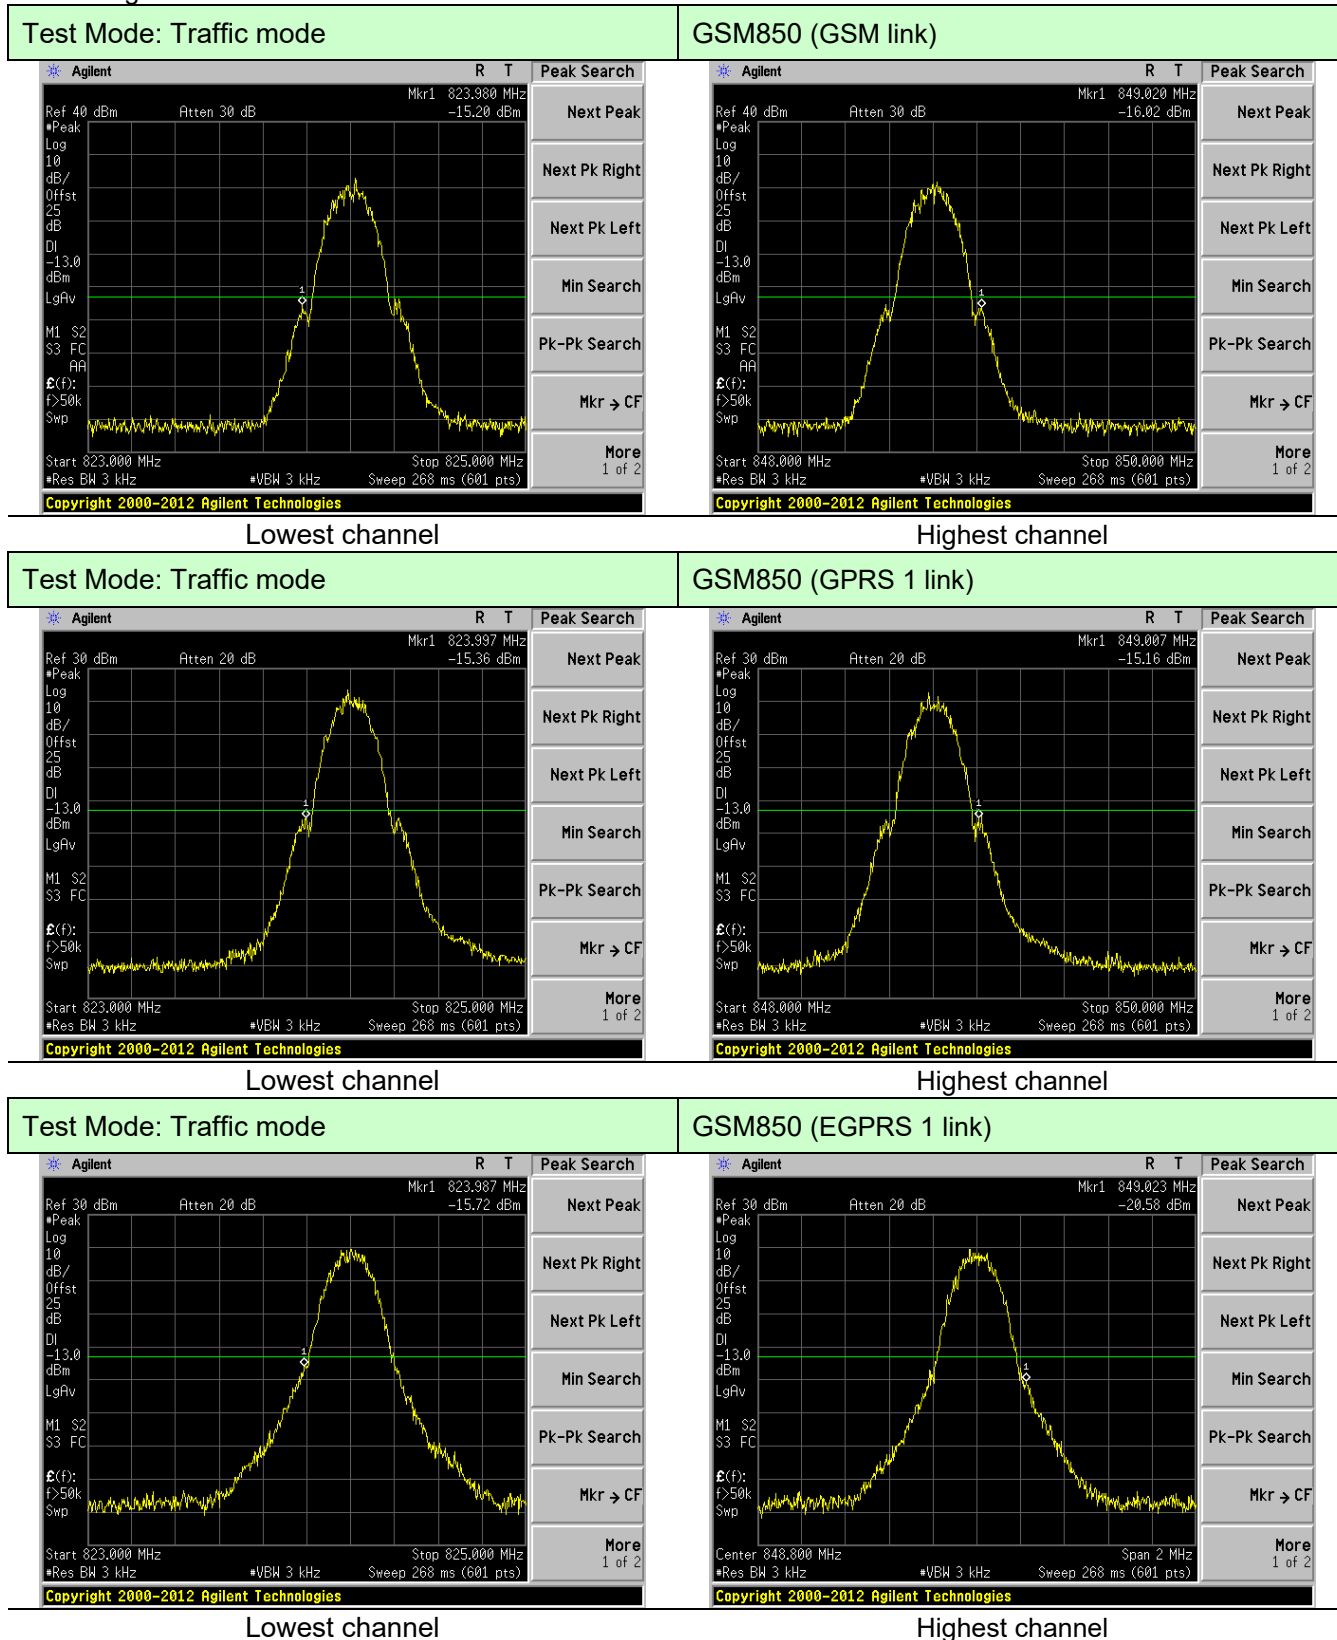 Test Mode: Traffic mode GSM850 (GSM link)
Agilent R T Peak Search
Mkr1 823.980 MHz
Ref 40 dBm Atten 30 dB -15.20 dBm Next Peak
#Peak
Log
10
dB/
Next Pk Right
Offst
25
dB
Next Pk Left
DI
-13.0
dBm
Min Search
LgAv
1
M1 S2
S3 FC
Pk-Pk Search
AA
£(f):
f>50k
Mkr → CF
Swp
More
1 of 2
Start 823.000 MHz Stop 825.000 MHz
#Res BW 3 kHz #VBW 3 kHz Sweep 268 ms (601 pts)
Copyright 2000-2012 Agilent Technologies
Agilent R T Peak Search
Mkr1 849.020 MHz
Ref 40 dBm Atten 30 dB -16.02 dBm Next Peak
#Peak
Log
10
dB/
Next Pk Right
Offst
25
dB
Next Pk Left
DI
-13.0
dBm
Min Search
LgAv
1
M1 S2
S3 FC
Pk-Pk Search
AA
£(f):
f>50k
Mkr → CF
Swp
More
1 of 2
Start 848.000 MHz Stop 850.000 MHz
#Res BW 3 kHz #VBW 3 kHz Sweep 268 ms (601 pts)
Copyright 2000-2012 Agilent Technologies
Lowest channel Highest channel
Test Mode: Traffic mode GSM850 (GPRS 1 link)
Agilent R T Peak Search
Mkr1 823.997 MHz
Ref 30 dBm Atten 20 dB -15.36 dBm Next Peak
#Peak
Log
10
dB/
Next Pk Right
Offst
25
dB
Next Pk Left
DI
-13.0
dBm
Min Search
LgAv
1
M1 S2
S3 FC
Pk-Pk Search
£(f):
f>50k
Mkr → CF
Swp
More
1 of 2
Start 823.000 MHz Stop 825.000 MHz
#Res BW 3 kHz #VBW 3 kHz Sweep 268 ms (601 pts)
Copyright 2000-2012 Agilent Technologies
Agilent R T Peak Search
Mkr1 849.007 MHz
Ref 30 dBm Atten 20 dB -15.16 dBm Next Peak
#Peak
Log
10
dB/
Next Pk Right
Offst
25
dB
Next Pk Left
DI
-13.0
dBm
Min Search
LgAv
1
M1 S2
S3 FC
Pk-Pk Search
£(f):
f>50k
Mkr → CF
Swp
More
1 of 2
Start 848.000 MHz Stop 850.000 MHz
#Res BW 3 kHz #VBW 3 kHz Sweep 268 ms (601 pts)
Copyright 2000-2012 Agilent Technologies
Lowest channel Highest channel
Test Mode: Traffic mode GSM850 (EGPRS 1 link)
Agilent R T Peak Search
Mkr1 823.987 MHz
Ref 30 dBm Atten 20 dB -15.72 dBm Next Peak
#Peak
Log
10
dB/
Next Pk Right
Offst
25
dB
Next Pk Left
DI
-13.0
dBm
Min Search
LgAv
1
M1 S2
S3 FC
Pk-Pk Search
£(f):
f>50k
Mkr → CF
Swp
More
1 of 2
Start 823.000 MHz Stop 825.000 MHz
#Res BW 3 kHz #VBW 3 kHz Sweep 268 ms (601 pts)
Copyright 2000-2012 Agilent Technologies
Agilent R T Peak Search
Mkr1 849.023 MHz
Ref 30 dBm Atten 20 dB -20.58 dBm Next Peak
#Peak
Log
10
dB/
Next Pk Right
Offst
25
dB
Next Pk Left
DI
-13.0
dBm
Min Search
LgAv
1
M1 S2
S3 FC
Pk-Pk Search
£(f):
f>50k
Mkr → CF
Swp
More
1 of 2
Center 848.800 MHz Span 2 MHz
#Res BW 3 kHz #VBW 3 kHz Sweep 268 ms (601 pts)
Copyright 2000-2012 Agilent Technologies
Lowest channel Highest channel